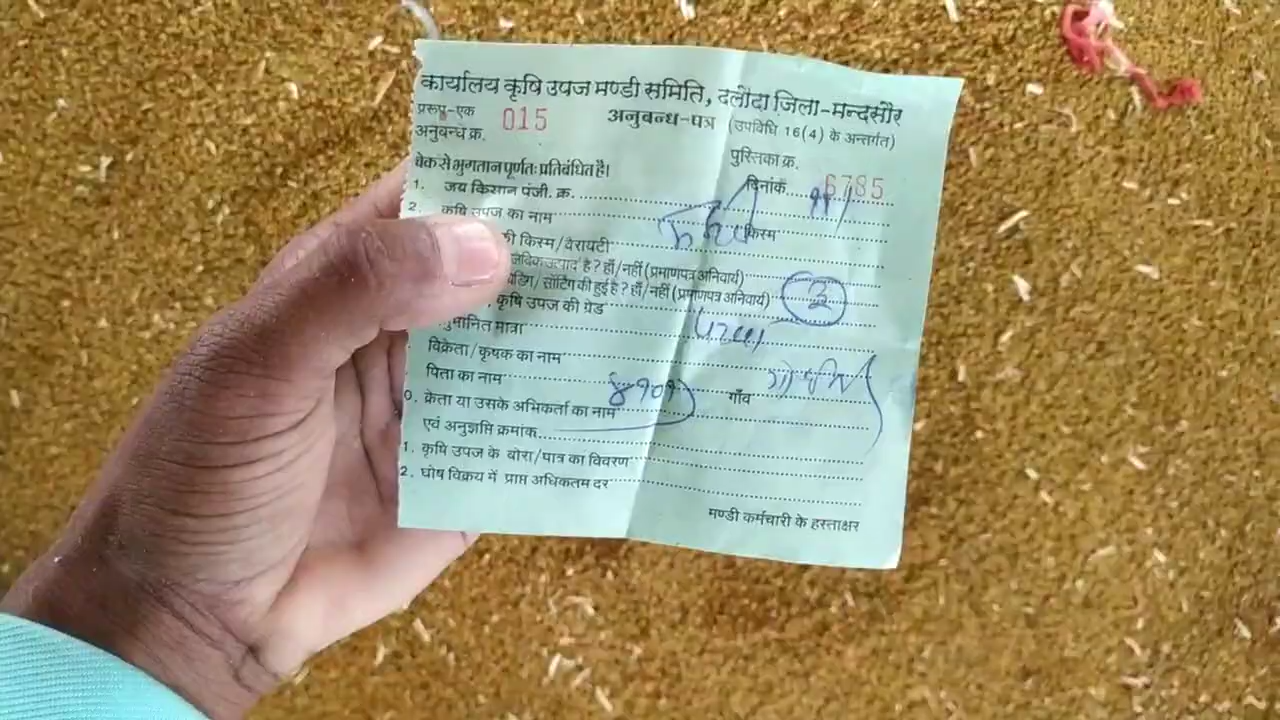 कार्यालय कृषि उपज मण्डी समिति, दलौदा जिला-मन्दसौर
प्ररूप-एक 015 अनुबन्ध-पत्र (उपविधि 16(4) के अन्तर्गत)
अनुबन्ध क्र. पुस्तिका क्र. 6785
चेक से भुगतान पूर्णतः प्रतिबंधित है।
दिनांक
1. जय किसान पंजी. क्र.
2. कृषि उपज का नाम किस्म
की किस्म/वैरायटी
जैविक उत्पाद है ? हाँ/नहीं (प्रमाणपत्र अनिवार्य)
ग्रेडिंग/ सॉटिंग की हुई है ? हाँ/नहीं (प्रमाणपत्र अनिवार्य)
कृषि उपज की ग्रेड
नुमानित मात्रा
विक्रेता/कृषक का नाम
पिता का नाम गाँव
0. क्रेता या उसके अभिकर्ता का नाम
एवं अनुज्ञप्ति क्रमांक
1. कृषि उपज के बोरा/पात्र का विवरण
2. घोष विक्रय में प्राप्त अधिकतम दर
मण्डी कर्मचारी के हस्ताक्षर